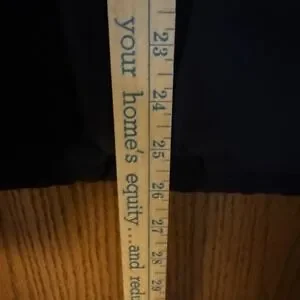 your home's equity...and redu
23 24 25 26 27 28 29